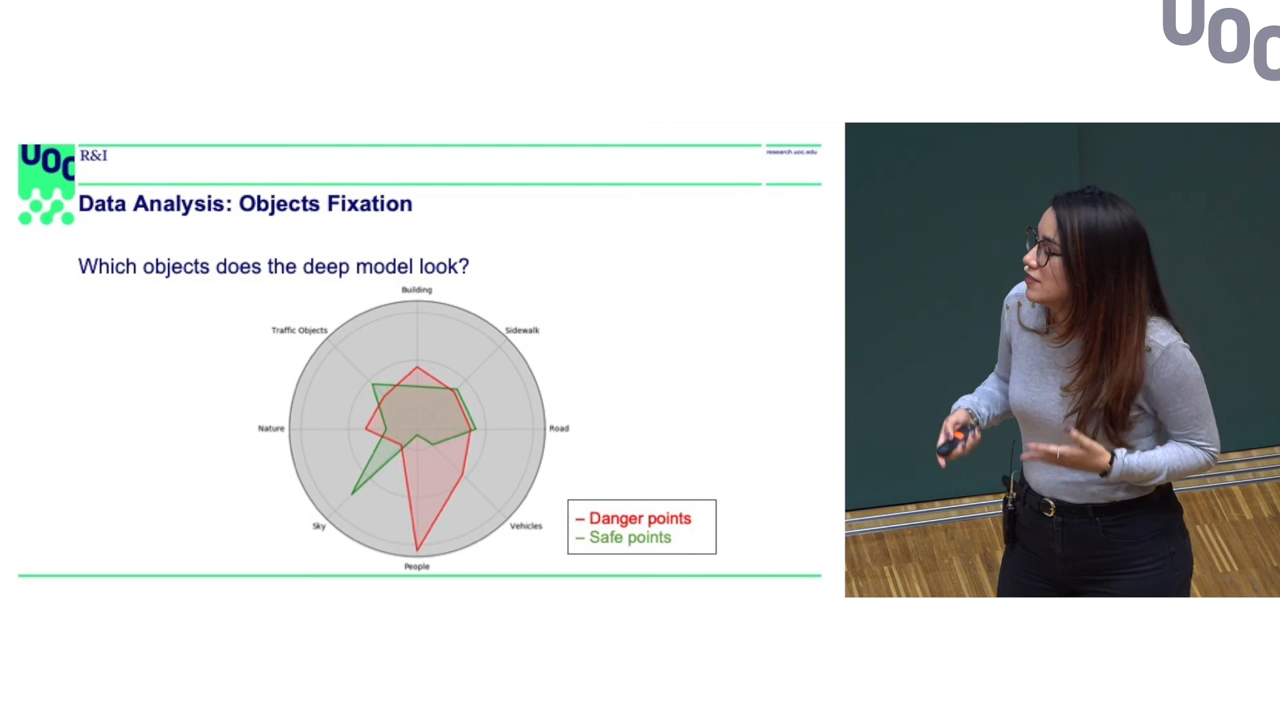 UOC
UOC
R&I
research.uoc.edu
Data Analysis: Objects Fixation
Which objects does the deep model look?
Building
Traffic Objects
Sidewalk
Nature
Road
Sky
Vehicles
People
– Danger points
– Safe points